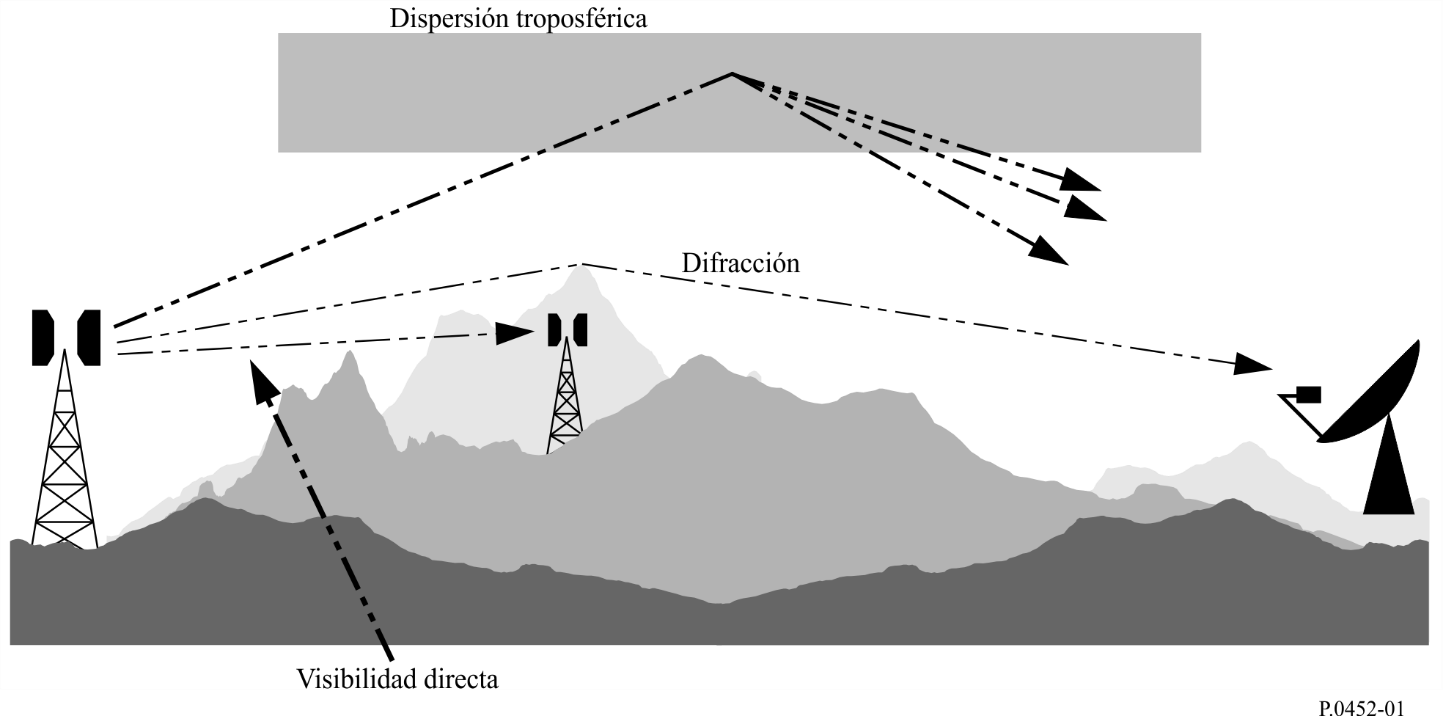 Dispersión troposférica
Difracción
Visibilidad directa
P.0452-01